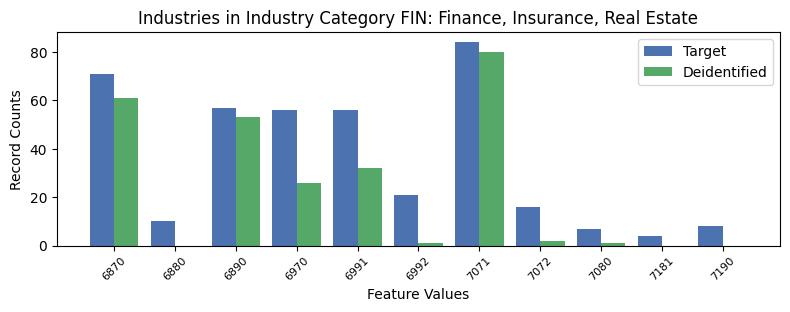 Industries in Industry Category FIN: Finance, Insurance, Real Estate
Target
Deidentified
80
60
40
20
0
Record Counts
6870 6880 6890 6970 6991 6992 7071 7072 7080 7181 7190
Feature Values